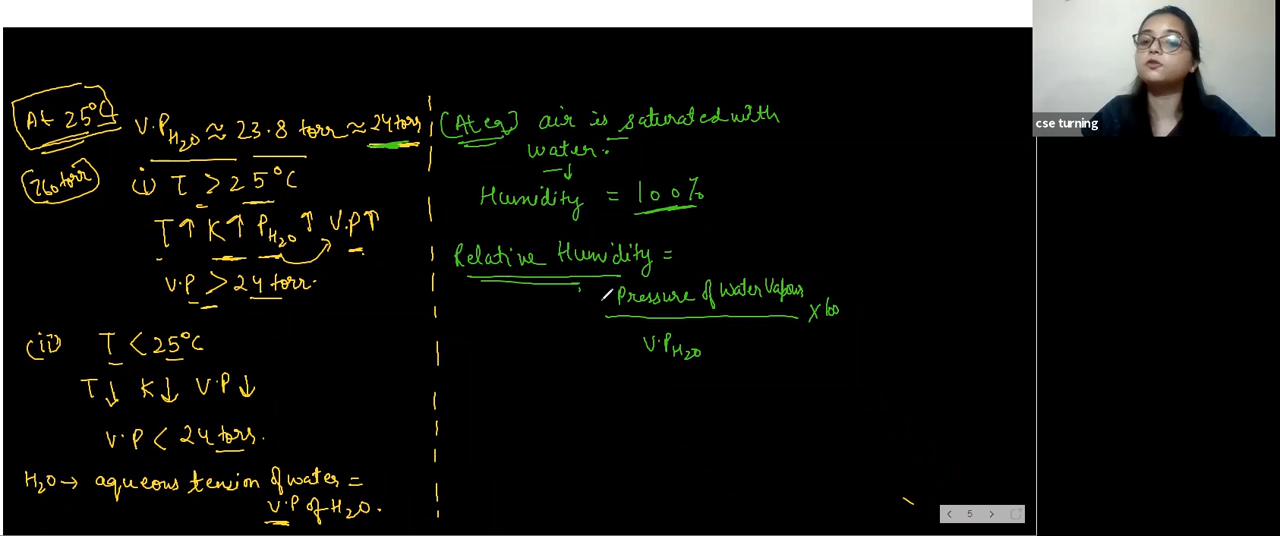 At 25°C
V.P H₂O ≈ 23.8 torr ≈ 24 torr
760 torr
(i) T > 25°C
T↑ K↑ P H₂O ↑ V.P↑
V.P > 24 torr.
(ii) T < 25°C
T↓ K↓ V.P↓
V.P < 24 torr.
H₂O → aqueous tension of water =
V.P of H₂O.
(At eq) air is saturated with
water.
Humidity = 100%
Relative Humidity =
Pressure of water Vapour × 100
V.P H₂O
cse turning
5